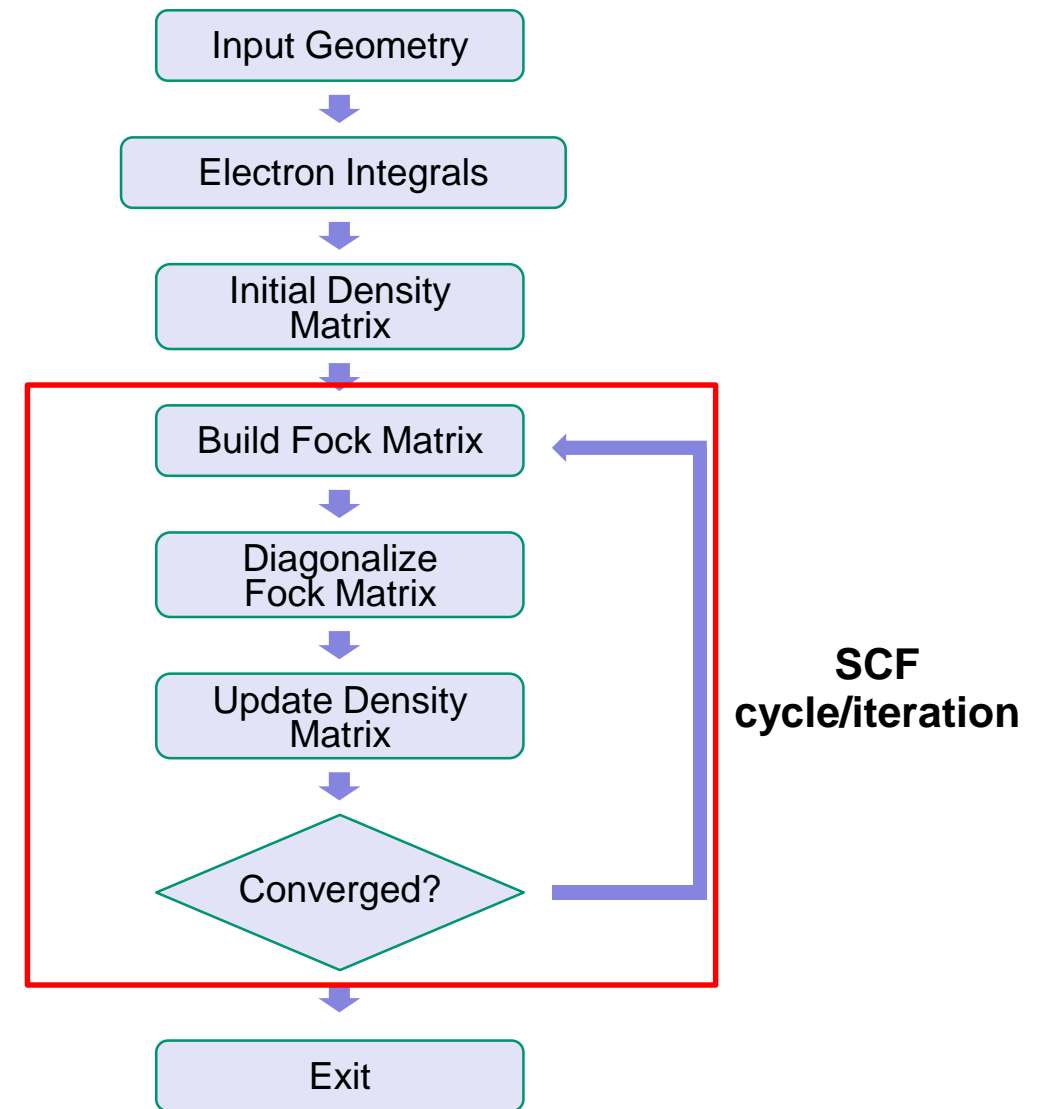 Input Geometry
Electron Integrals
Initial Density
Matrix
Build Fock Matrix
Diagonalize
Fock Matrix
Update Density
Matrix
SCF
cycle/iteration
Converged?
Exit